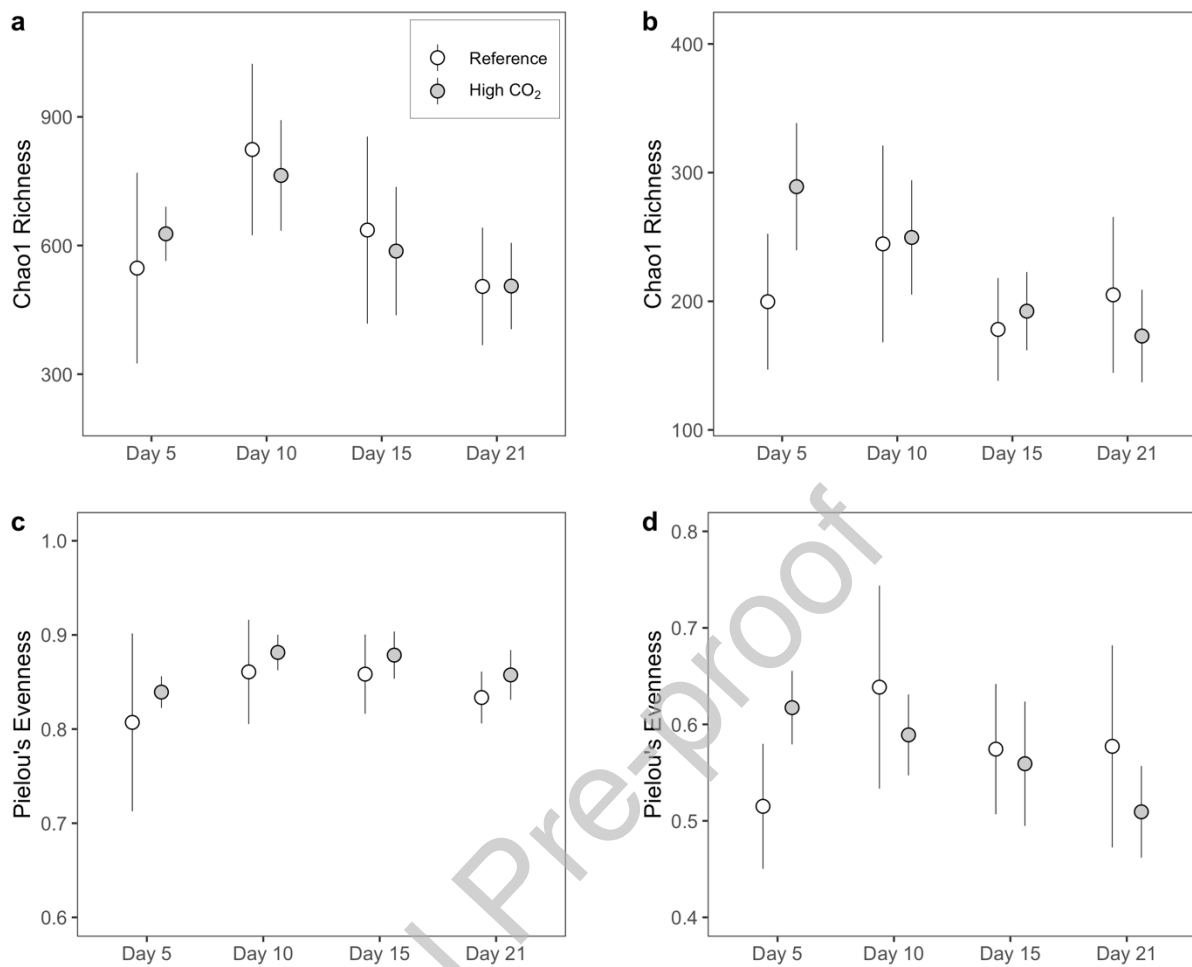 a
Reference
High CO₂
900
600
300
Chao1 Richness
Day 5 Day 10 Day 15 Day 21
b
400
300
200
100
Chao1 Richness
Day 5 Day 10 Day 15 Day 21
c
1.0
0.9
0.8
0.7
0.6
Pielou's Evenness
Day 5 Day 10 Day 15 Day 21
d
0.8
0.7
0.6
0.5
0.4
Pielou's Evenness
Day 5 Day 10 Day 15 Day 21
Pre-proof